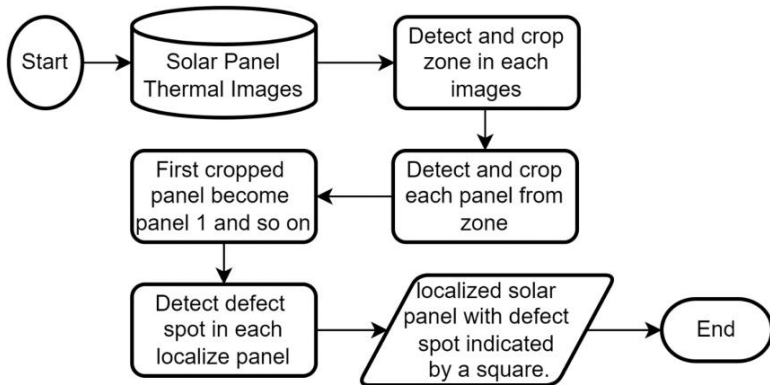 Start
Solar Panel
Thermal Images
Detect and crop
zone in each
images
Detect and crop
each panel from
zone
First cropped
panel become
panel 1 and so on
Detect defect
spot in each
localize panel
localized solar
panel with defect
spot indicated
by a square.
End